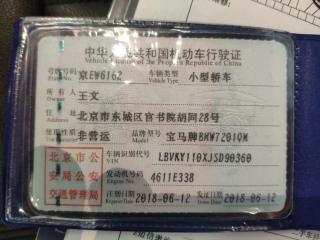 中华人民共和国机动车行驶证
Vehicle License of the People's Republic of China
号牌号码 京EW6162 车辆类型 小型轿车
Plate No. Vehicle Type
所有人 王文
Owner
住址 北京市东城区官书院胡同28号
Address
使用性质 非营运 品牌型号 宝马牌BMW7201QM
北京市公 车辆识别代号 LBVKY110XJSD90360
VIN
安局公安 发动机号码 4611E338
Engine No.
交通管理局 注册日期 2018-06-12 发证日期 2018-06-12